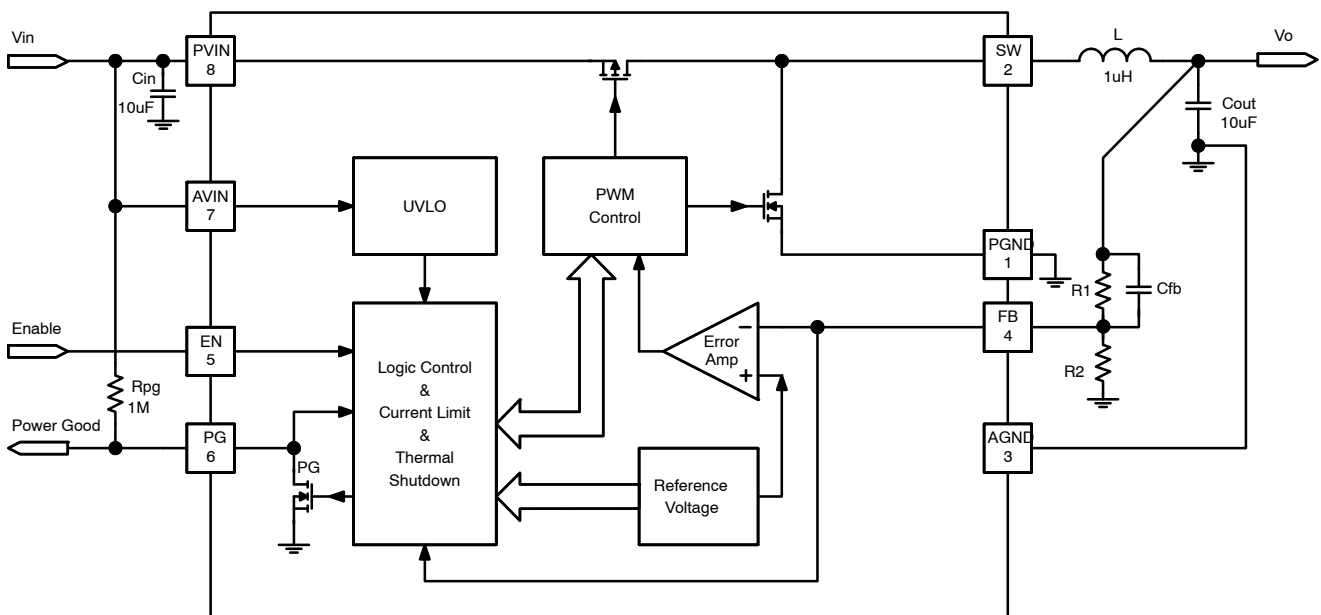 Vin
Cin
10uF
PVIN
8
SW
2
L
1uH
Vo
Cout
10uF
AVIN
7
UVLO
PWM
Control
PGND
1
R1
Cfb
Enable
EN
5
Logic Control
&
Current Limit
&
Thermal
Shutdown
Error
Amp
−
+
FB
4
R2
Rpg
1M
Power Good
PG
6
PG
Reference
Voltage
AGND
3